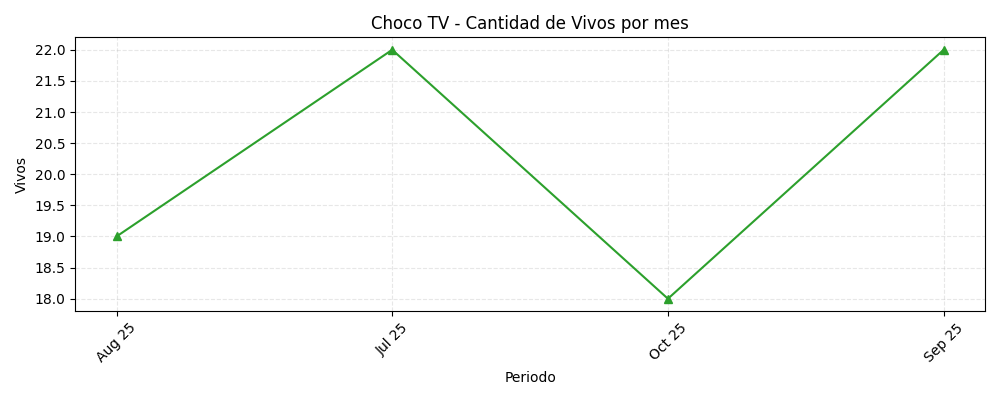 Choco TV - Cantidad de Vivos por mes
Vivos
22.0
21.5
21.0
20.5
20.0
19.5
19.0
18.5
18.0
Aug 25
Jul 25
Oct 25
Sep 25
Periodo